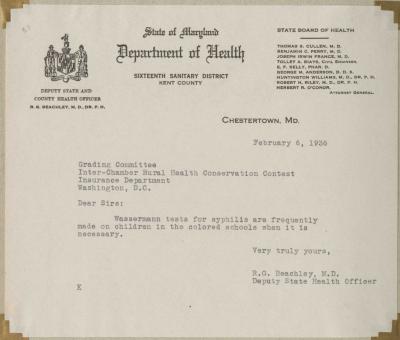 State of Maryland
Department of Health
SIXTEENTH SANITARY DISTRICT
KENT COUNTY
DEPUTY STATE AND
COUNTY HEALTH OFFICER
R. G. BEACHLEY, M. D., DR. P. H.
STATE BOARD OF HEALTH
THOMAS S. CULLEN, M. D.
BENJAMIN C. PERRY, M. D.
JOSEPH IRWIN FRANCE, M. D.
TOLLEY A. BIAYS, CIVIL ENGINEER.
E. F. KELLY, PHAR. D.
GEORGE M. ANDERSON, D. D. S.
HUNTINGTON WILLIAMS, M. D., DR. P. H.
ROBERT H. RILEY, M. D., DR. P. H.
HERBERT R. O'CONOR,
ATTORNEY GENERAL.
CHESTERTOWN, MD.
February 6, 1936
Grading Committee
Inter-Chamber Rural Health Conservation Contest
Insurance Department
Washington, D.C.
Dear Sirs:
Wassermann tests for syphilis are frequently
made on children in the colored schools when it is
necessary.
Very truly yours,
R.G. Beachley, M.D.
Deputy State Health Officer
K